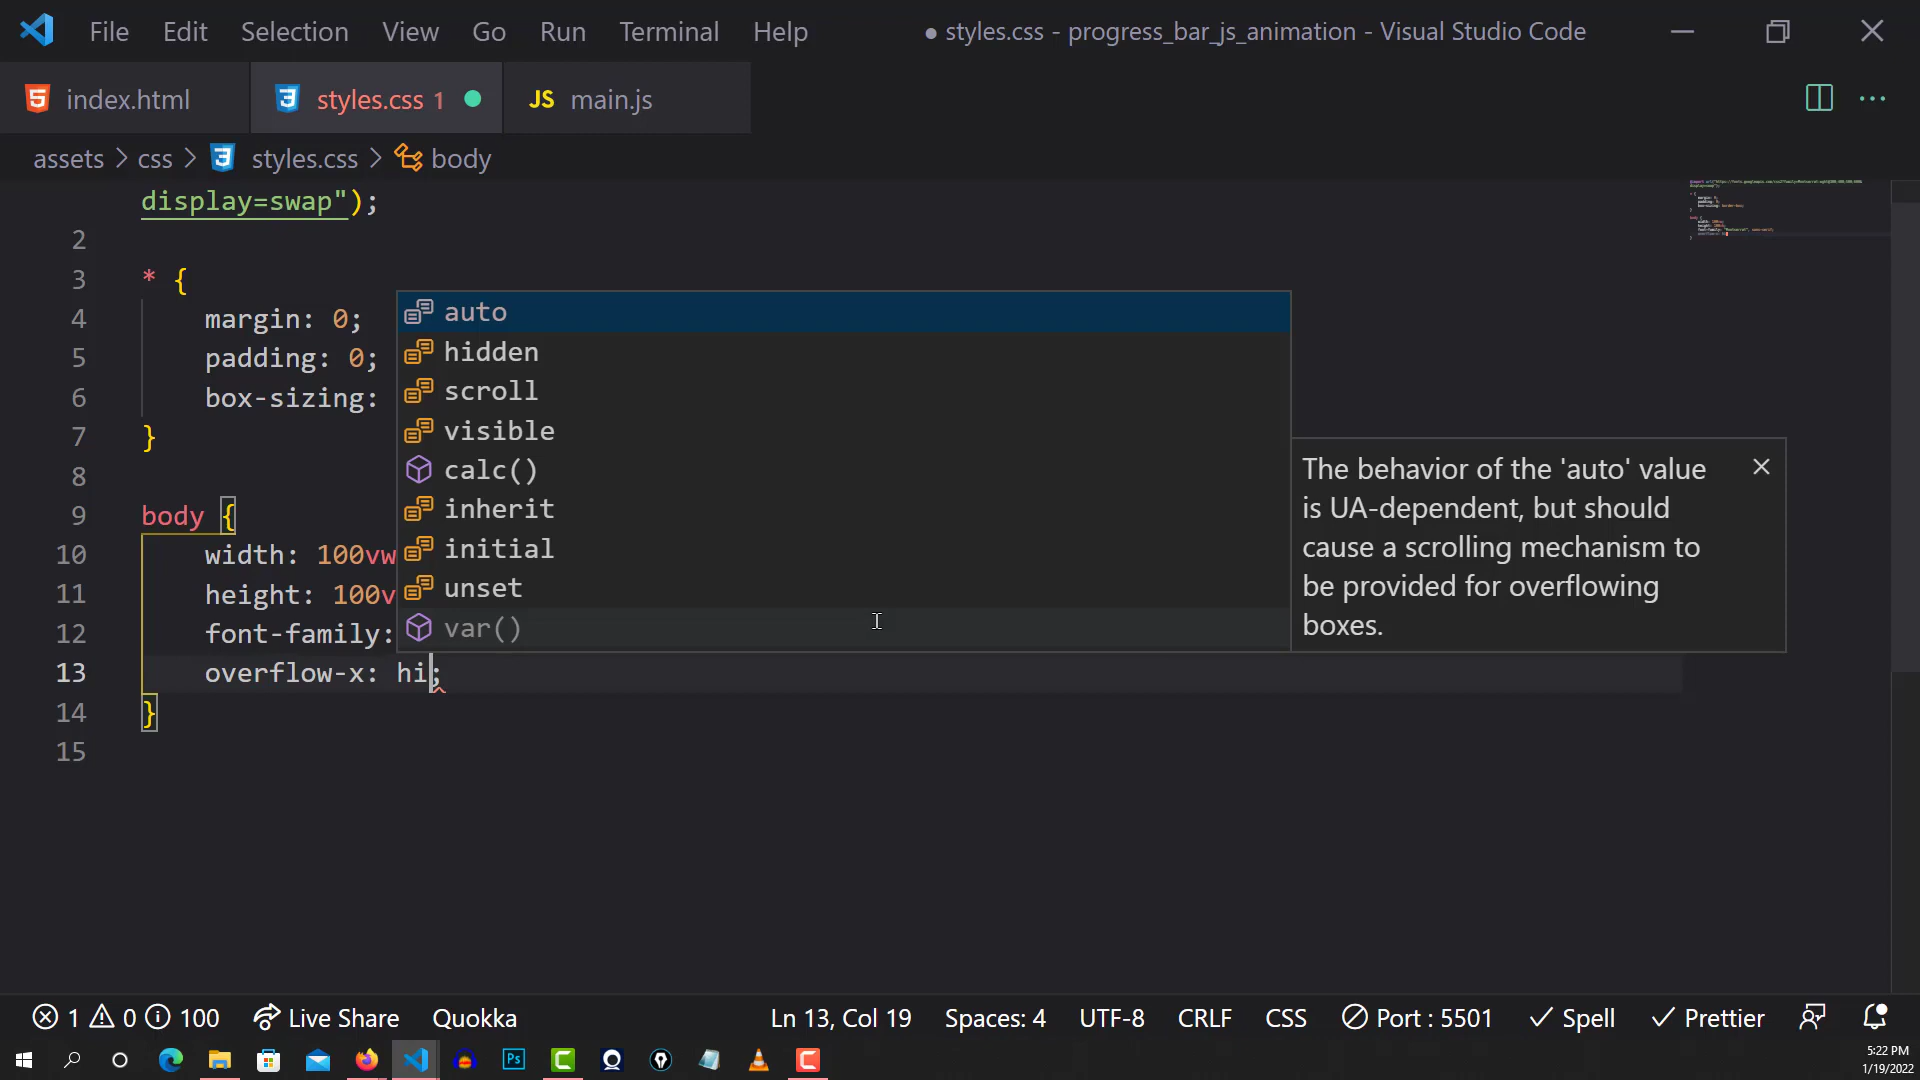 File Edit Selection View Go Run Terminal Help ● styles.css - progress_bar_js_animation - Visual Studio Code
index.html styles.css 1 JS main.js
assets > css > styles.css > body
display=swap");
2
3 * {
4 margin: 0;
5 padding: 0;
6 box-sizing:
7 }
8
9 body {
10 width: 100vw
11 height: 100v
12 font-family:
13 overflow-x: hi;
14 }
15
auto
hidden
scroll
visible
calc()
inherit
initial
unset
var()
The behavior of the 'auto' value
is UA-dependent, but should
cause a scrolling mechanism to
be provided for overflowing
boxes.
1 0 100 Live Share Quokka Ln 13, Col 19 Spaces: 4 UTF-8 CRLF CSS Port : 5501 Spell Prettier
Ps
5:22 PM
1/19/2022